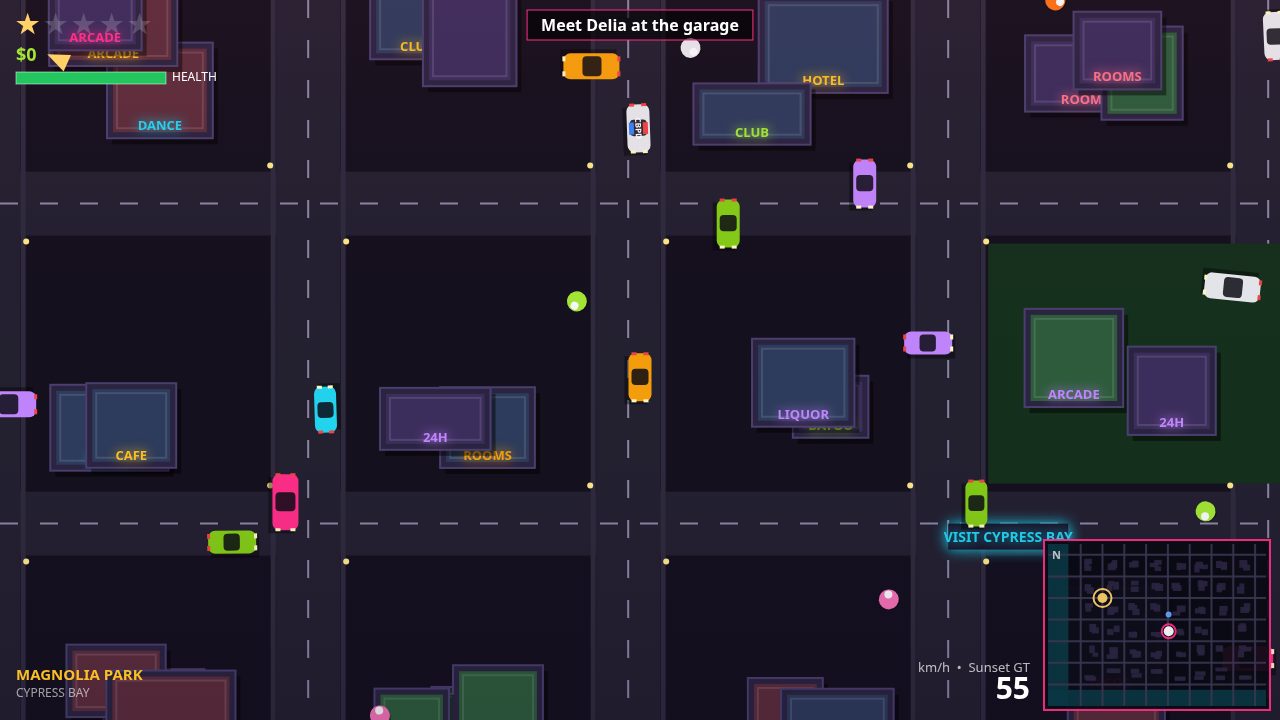 Meet Delia at the garage
ARCADE
ARCADE
$0
HEALTH
DANCE
CLU
HOTEL
CLUB
ROOMS
ROOM
LIQUOR
ARCADE
24H
CAFE
24H
ROOMS
VISIT CYPRESS BAY
N
MAGNOLIA PARK
CYPRESS BAY
km/h • Sunset GT
55